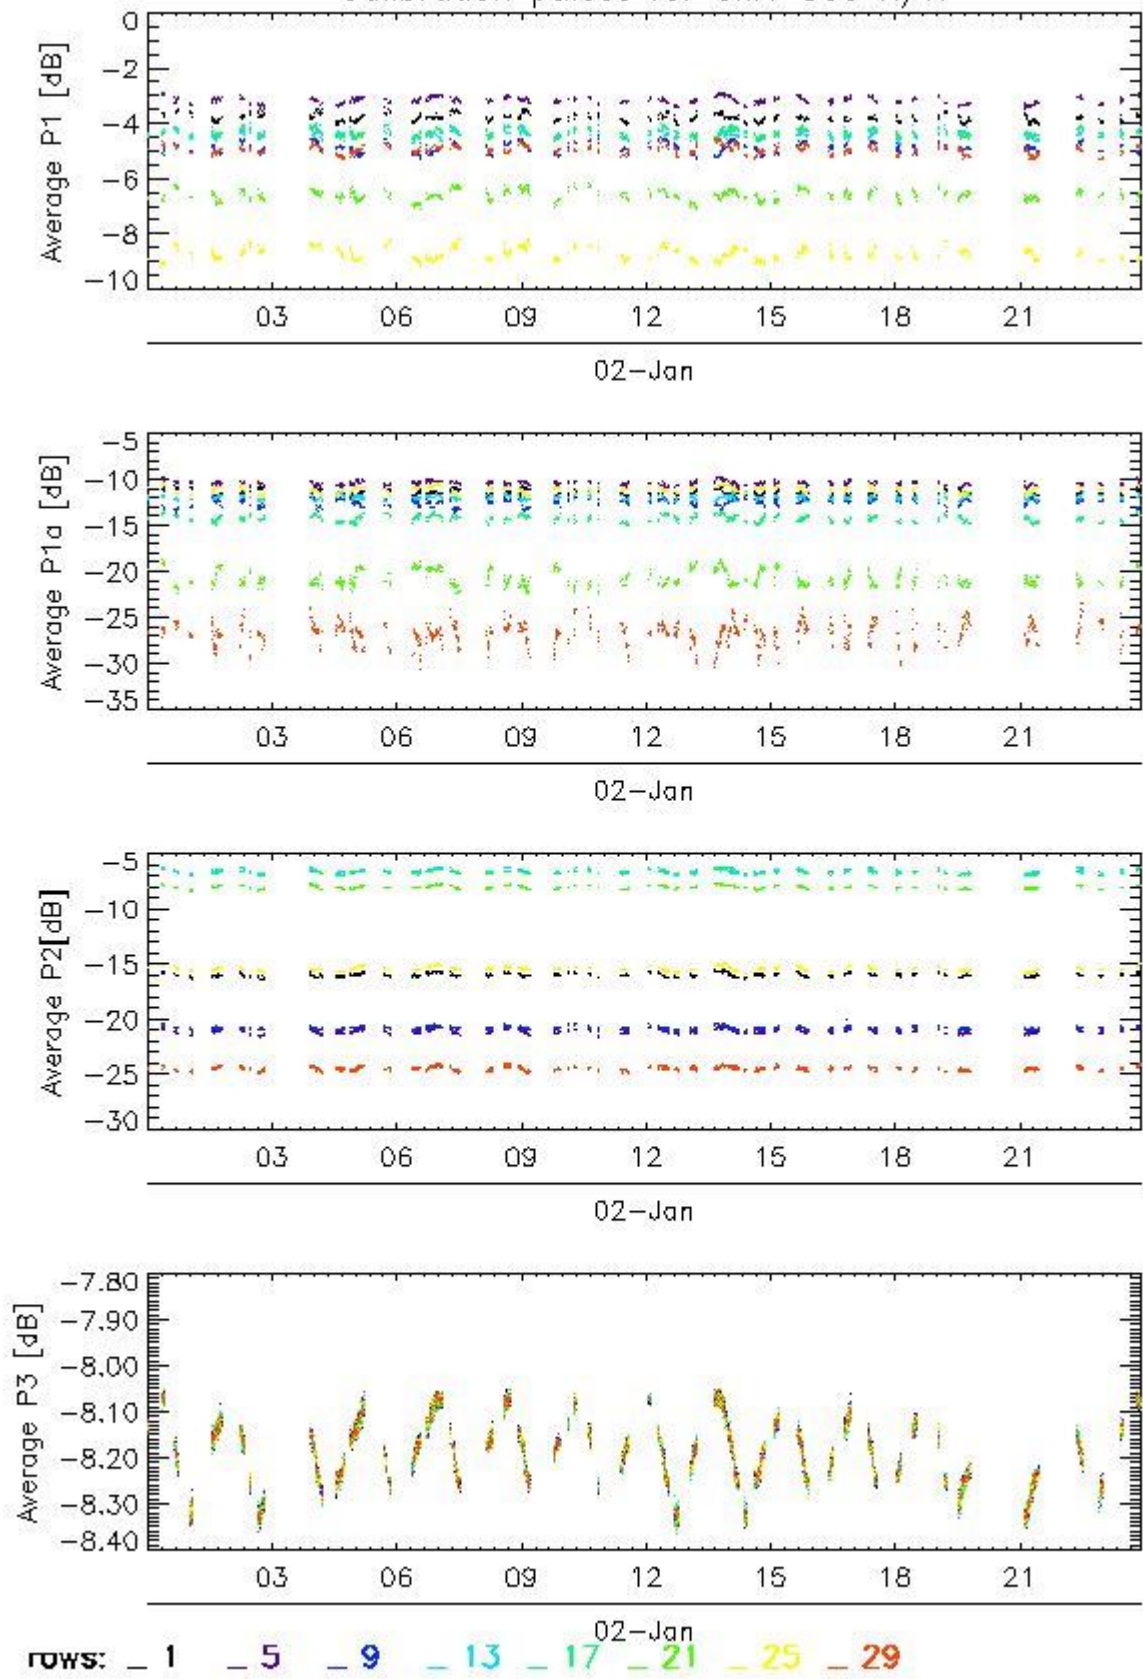 Average P1 [dB]
0
−2
−4
−6
−8
−10
03 06 09 12 15 18 21
02−Jan
Average P1a [dB]
−5
−10
−15
−20
−25
−30
−35
03 06 09 12 15 18 21
02−Jan
Average P2[dB]
−5
−10
−15
−20
−25
−30
03 06 09 12 15 18 21
02−Jan
Average P3 [dB]
−7.80
−7.90
−8.00
−8.10
−8.20
−8.30
−8.40
03 06 09 12 15 18 21
02−Jan
rows: _ 1 _ 5 _ 9 _ 13 _ 17 _ 21 _ 25 _ 29